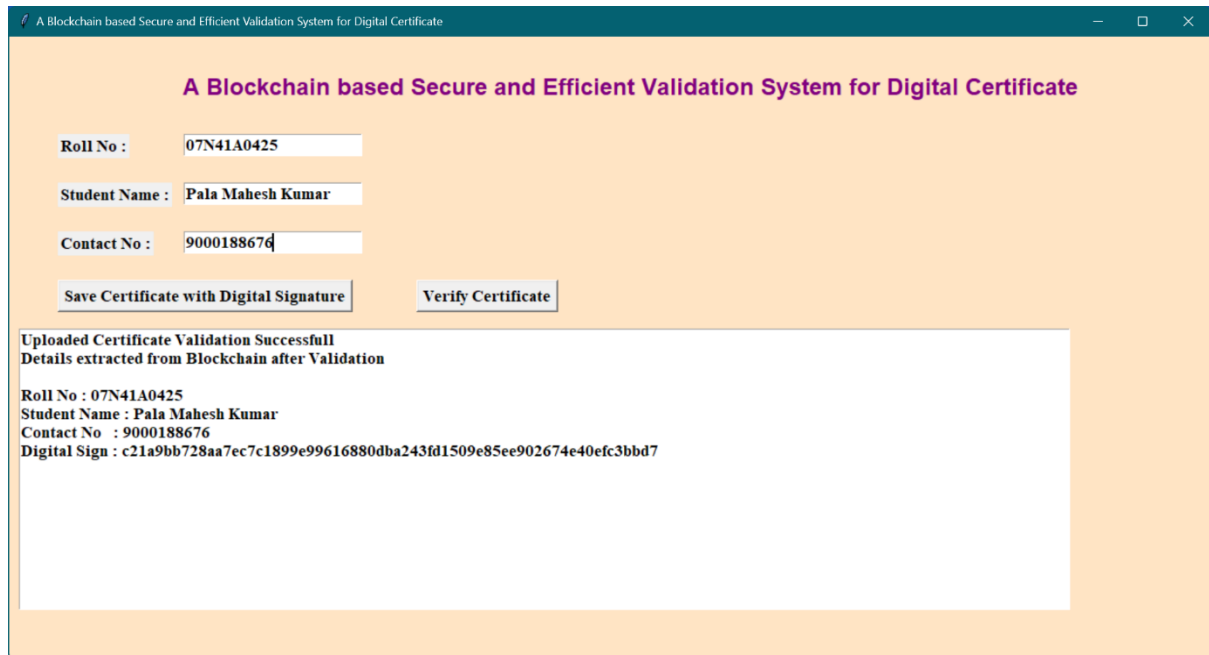 A Blockchain based Secure and Efficient Validation System for Digital Certificate
A Blockchain based Secure and Efficient Validation System for Digital Certificate
Roll No : 07N41A0425
Student Name : Pala Mahesh Kumar
Contact No : 9000188676
Save Certificate with Digital Signature Verify Certificate
Uploaded Certificate Validation Successfull
Details extracted from Blockchain after Validation
Roll No : 07N41A0425
Student Name : Pala Mahesh Kumar
Contact No : 9000188676
Digital Sign : c21a9bb728aa7ec7c1899e99616880dba243fd1509e85ee902674e40efc3bbd7